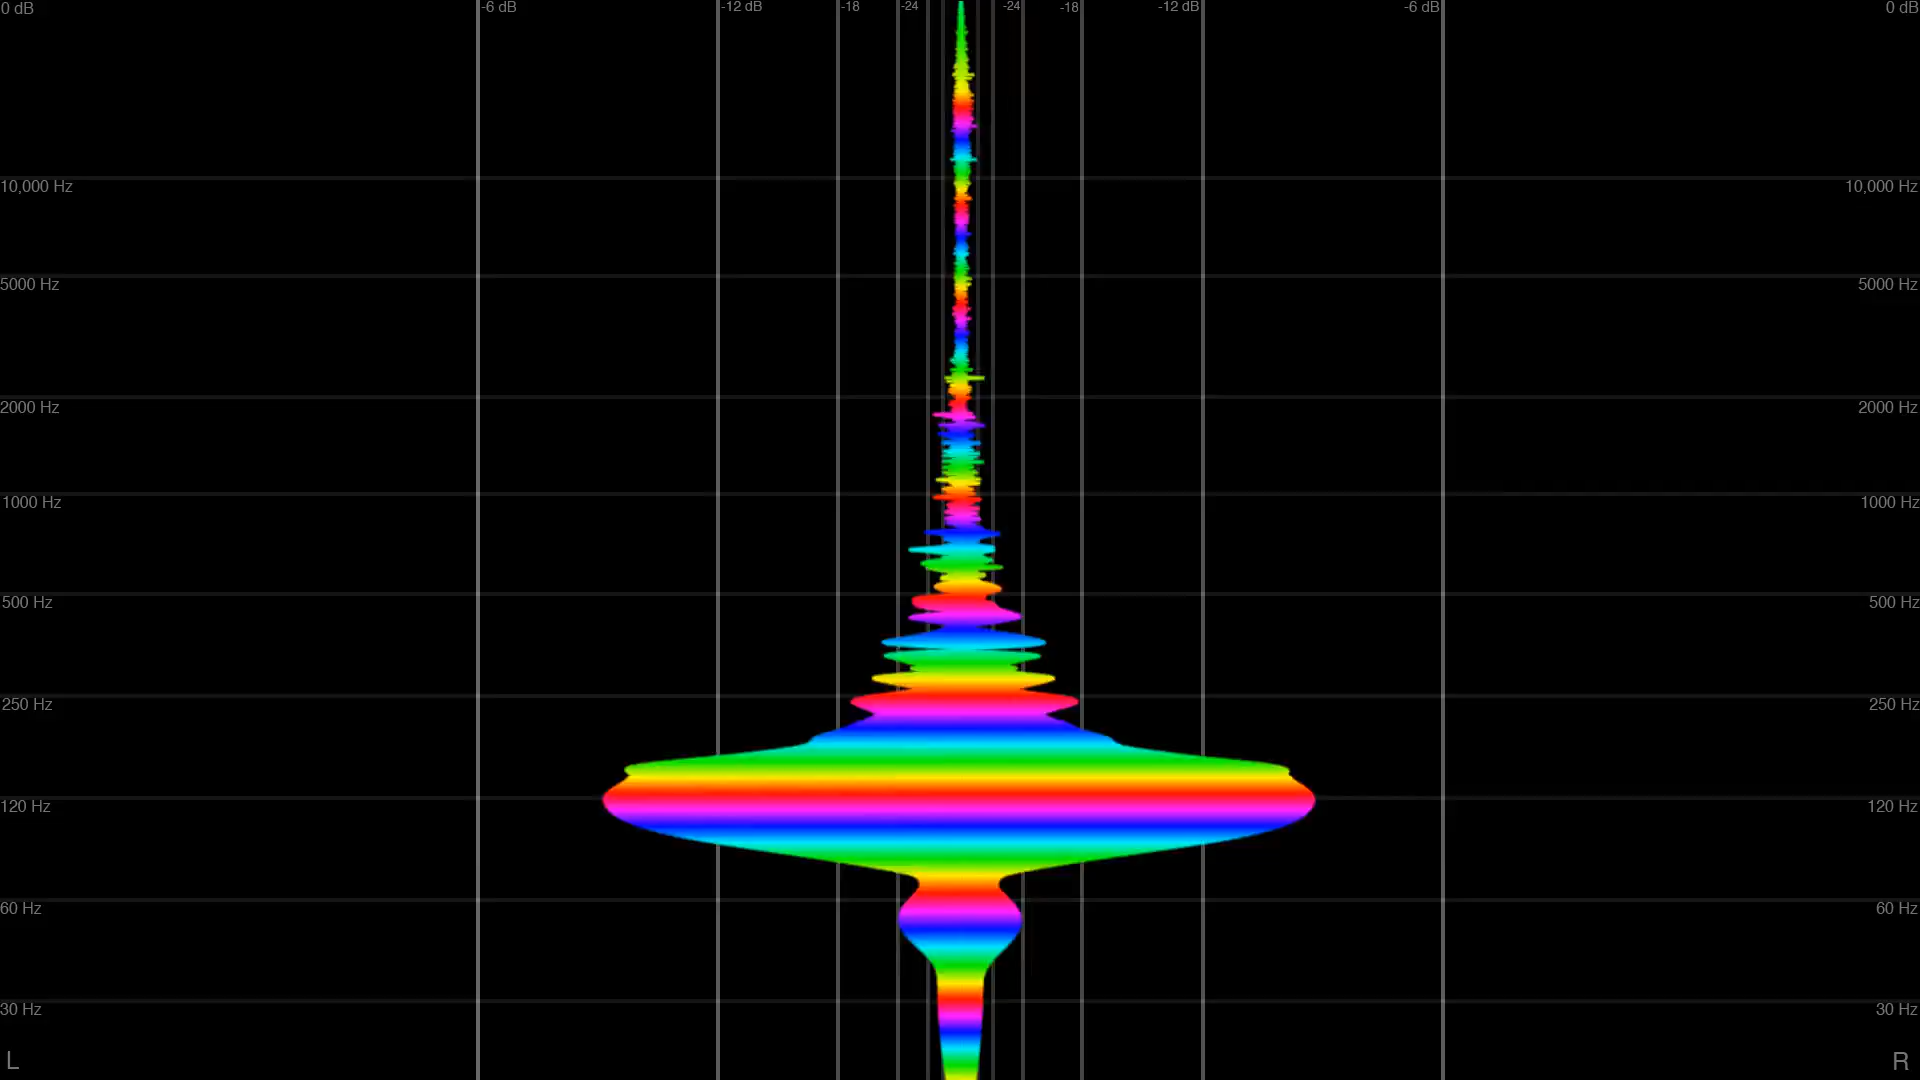 0 dB -6 dB -12 dB -18 -24 -24 -18 -12 dB -6 dB 0 dB
10,000 Hz 10,000 Hz
5000 Hz 5000 Hz
2000 Hz 2000 Hz
1000 Hz 1000 Hz
500 Hz 500 Hz
250 Hz 250 Hz
120 Hz 120 Hz
60 Hz 60 Hz
30 Hz 30 Hz
L R